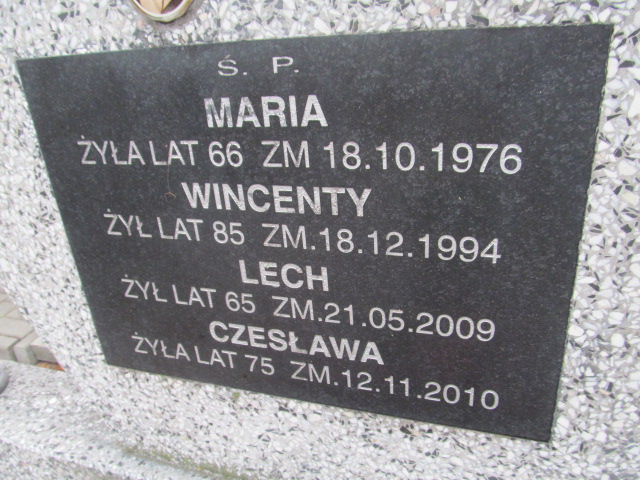 Ś. P.
MARIA
ŻYŁA LAT 66 ZM 18.10.1976
WINCENTY
ŻYŁ LAT 85 ZM.18.12.1994
LECH
ŻYŁ LAT 65 ZM.21.05.2009
CZESŁAWA
ŻYŁA LAT 75 ZM.12.11.2010